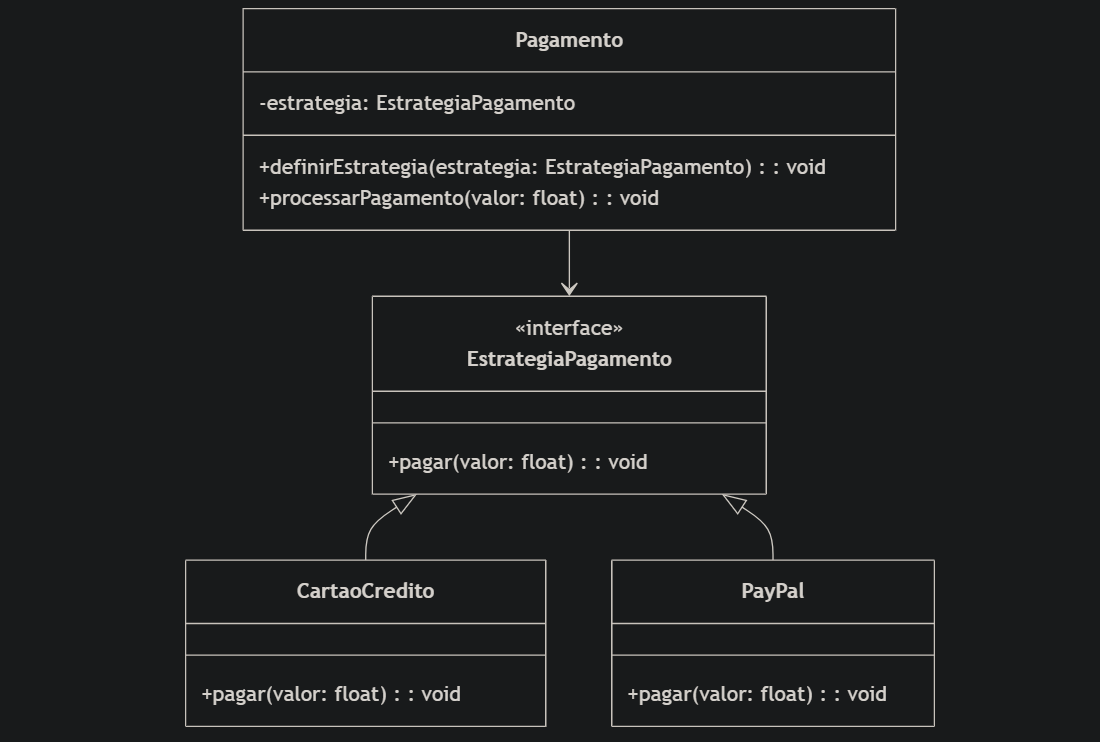 Pagamento
-estrategia: EstrategiaPagamento
+definirEstrategia(estrategia: EstrategiaPagamento) : : void
+processarPagamento(valor: float) : : void
«interface»
EstrategiaPagamento
+pagar(valor: float) : : void
CartaoCredito
+pagar(valor: float) : : void
PayPal
+pagar(valor: float) : : void